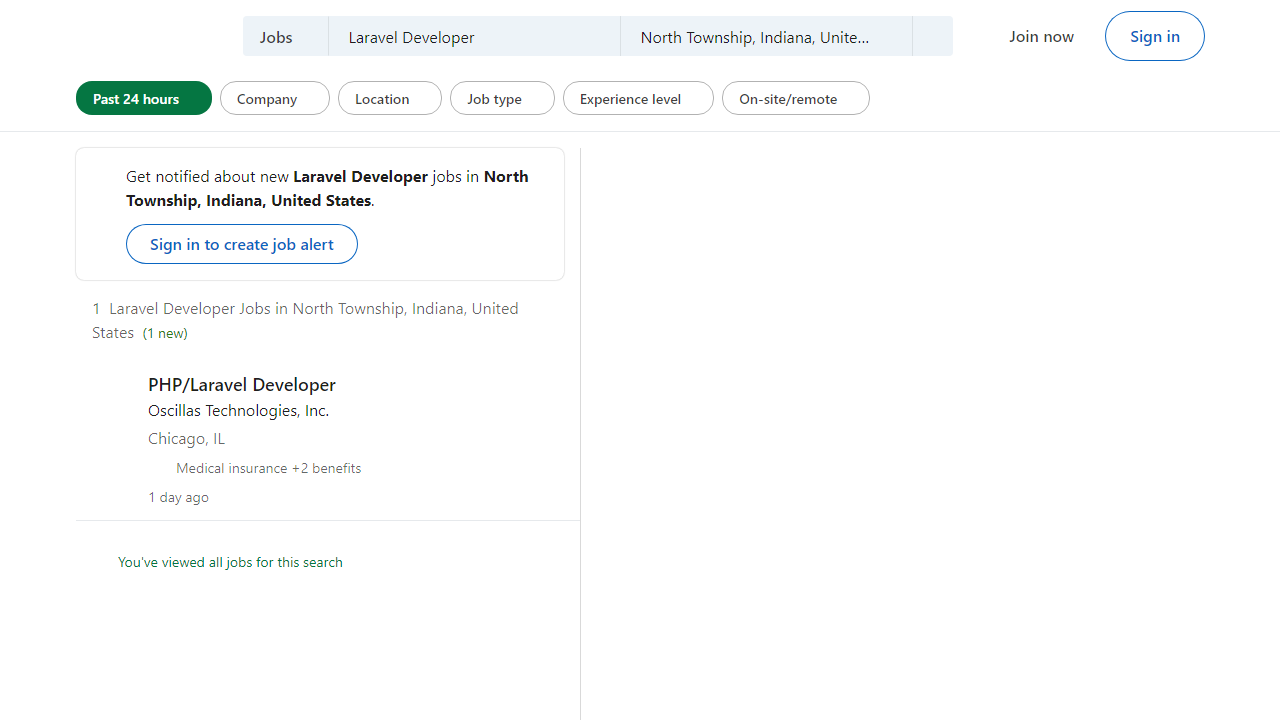 Jobs Laravel Developer North Township, Indiana, Unite... Join now Sign in
Past 24 hours Company Location Job type Experience level On-site/remote
Get notified about new Laravel Developer jobs in North
Township, Indiana, United States.
Sign in to create job alert
1 Laravel Developer Jobs in North Township, Indiana, United
States (1 new)
PHP/Laravel Developer
Oscillas Technologies, Inc.
Chicago, IL
Medical insurance +2 benefits
1 day ago
You've viewed all jobs for this search